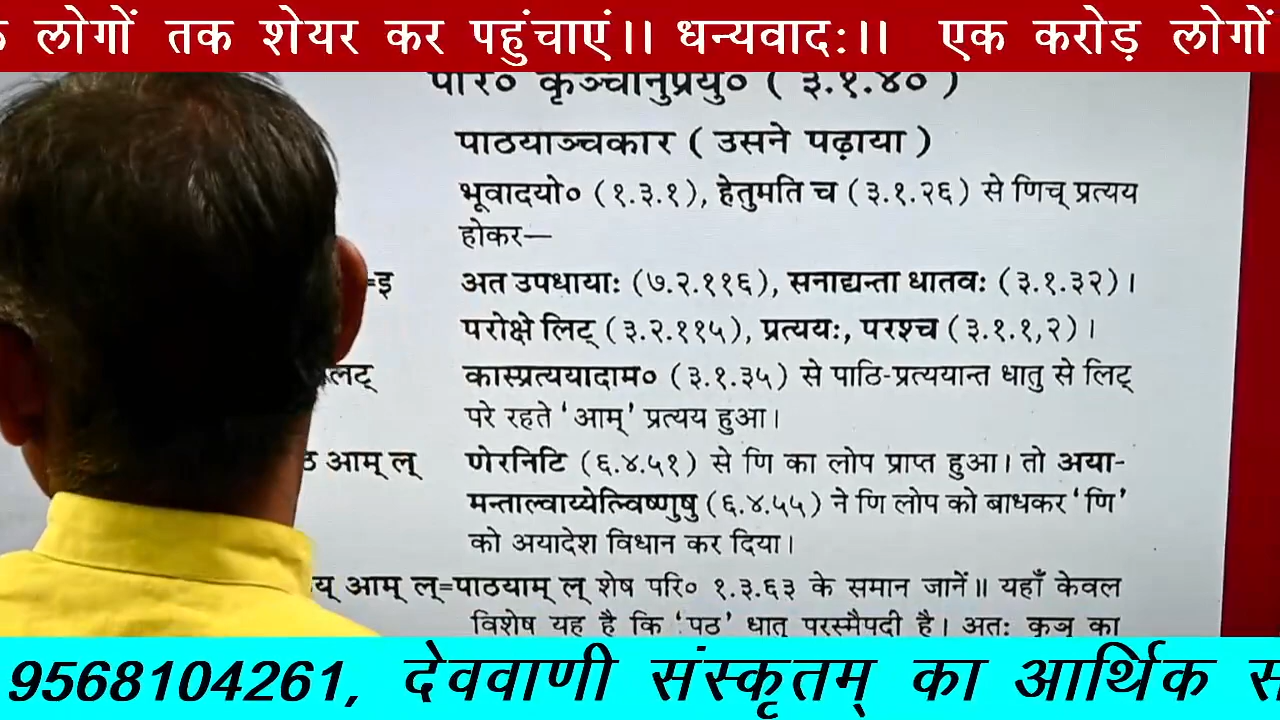 लोगों तक शेयर कर पहुंचाएं।। धन्यवादः।। एक करोड़ लोगों
परि० कृञ्चानुप्रयु० ( ३.१.४० )
पाठयाञ्चकार ( उसने पढ़ाया )
भूवादयो० (१.३.१), हेतुमति च (३.१.२६) से णिच् प्रत्यय
होकर—
=इ अत उपधायाः (७.२.११६), सनाद्यन्ता धातवः (३.१.३२)।
परोक्षे लिट् (३.२.११५), प्रत्ययः, परश्च (३.१.१,२)।
लिट् कास्प्रत्ययादाम० (३.१.३५) से पाठि-प्रत्ययान्त धातु से लिट्
परे रहते ‘आम्’ प्रत्यय हुआ।
आम् ल् णेरनिटि (६.४.५१) से णि का लोप प्राप्त हुआ। तो अया-
मन्ताल्वाय्येत्न्विष्णुषु (६.४.५५) ने णि लोप को बाधकर ‘णि’
को अयादेश विधान कर दिया।
य् आम् ल्=पाठयाम् ल् शेष परि० १.३.६३ के समान जानें॥ यहाँ केवल
विशेष यह है कि ‘पठ’ धातु परस्मैपदी है। अतः कृञ् का
9568104261, देववाणी संस्कृतम् का आर्थिक